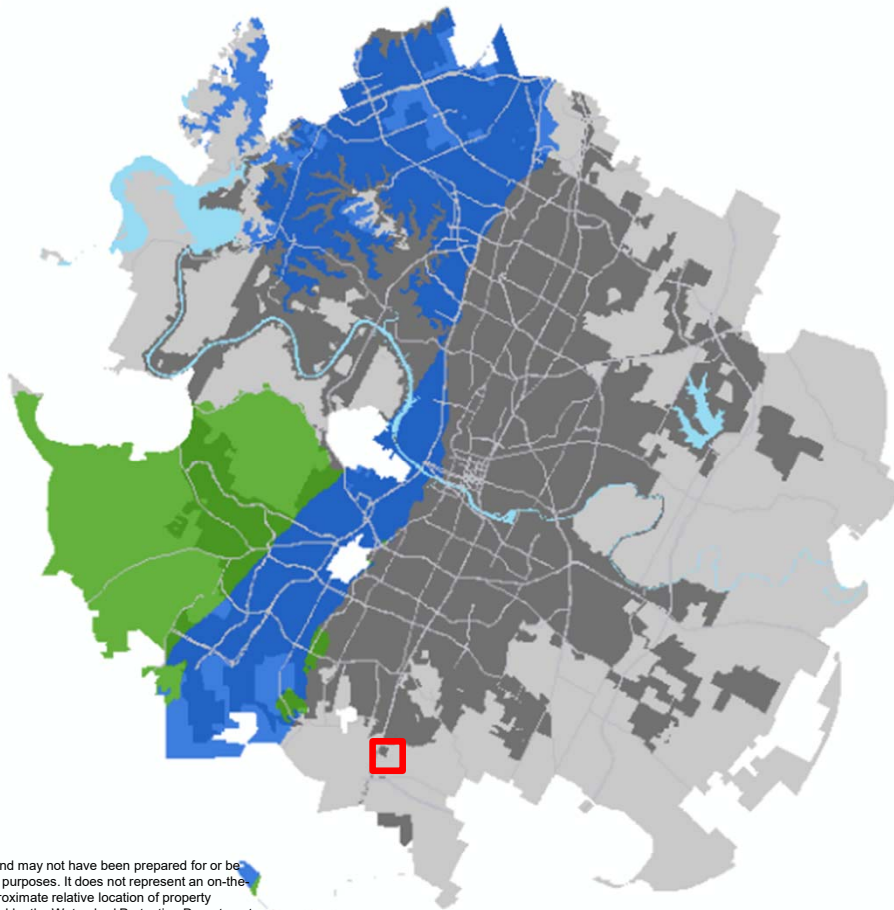 nd may not have been prepared for or be
purposes. It does not represent an on-the-
roximate relative location of property